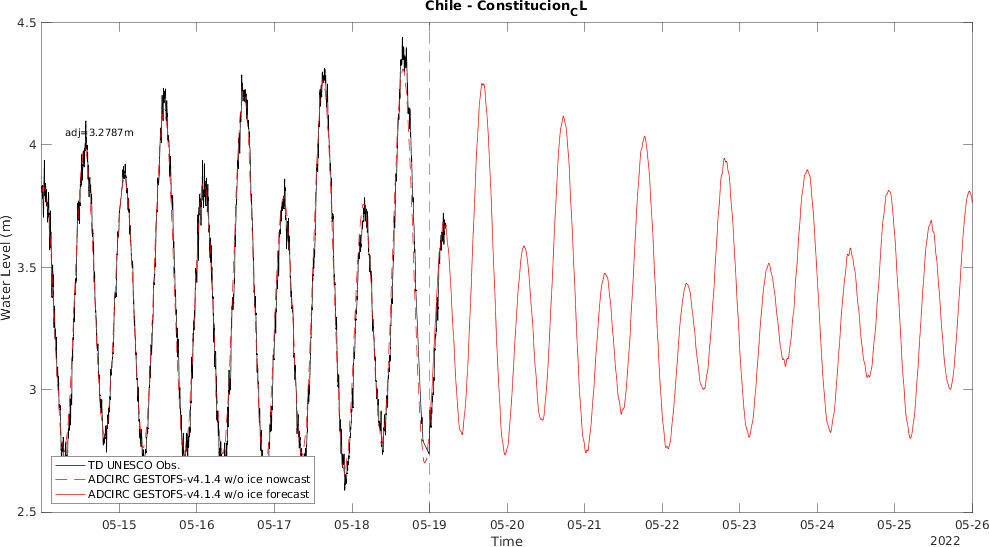 Chile - Constitucion_CL
4.5
4
3.5
3
2.5
Water Level (m)
adj=3.2787m
TD UNESCO Obs.
ADCIRC GESTOFS-v4.1.4 w/o ice nowcast
ADCIRC GESTOFS-v4.1.4 w/o ice forecast
05-15 05-16 05-17 05-18 05-19 05-20 05-21 05-22 05-23 05-24 05-25 05-26
Time
2022